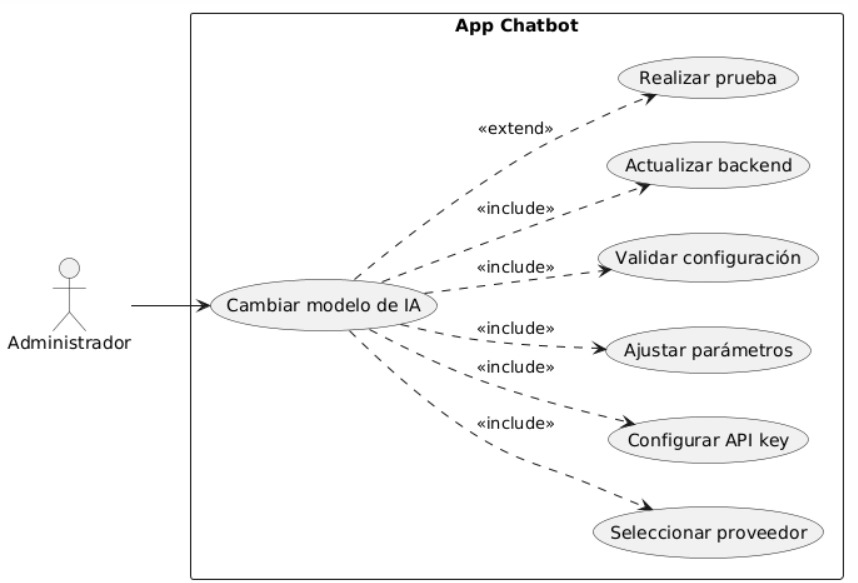 App Chatbot
Realizar prueba
«extend»
Actualizar backend
«include»
Validar configuración
«include»
Cambiar modelo de IA
Administrador
«include»
Ajustar parámetros
«include»
Configurar API key
«include»
Seleccionar proveedor